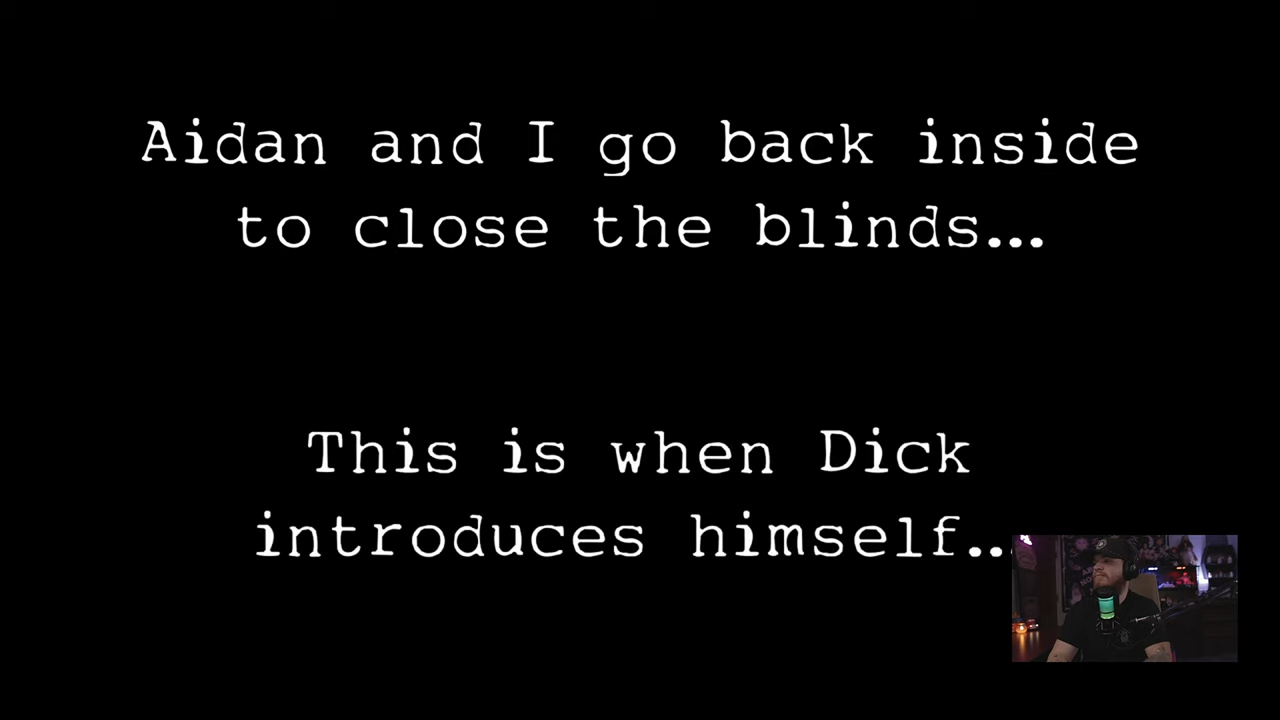 Aidan and I go back inside
to close the blinds...
This is when Dick
introduces himself...